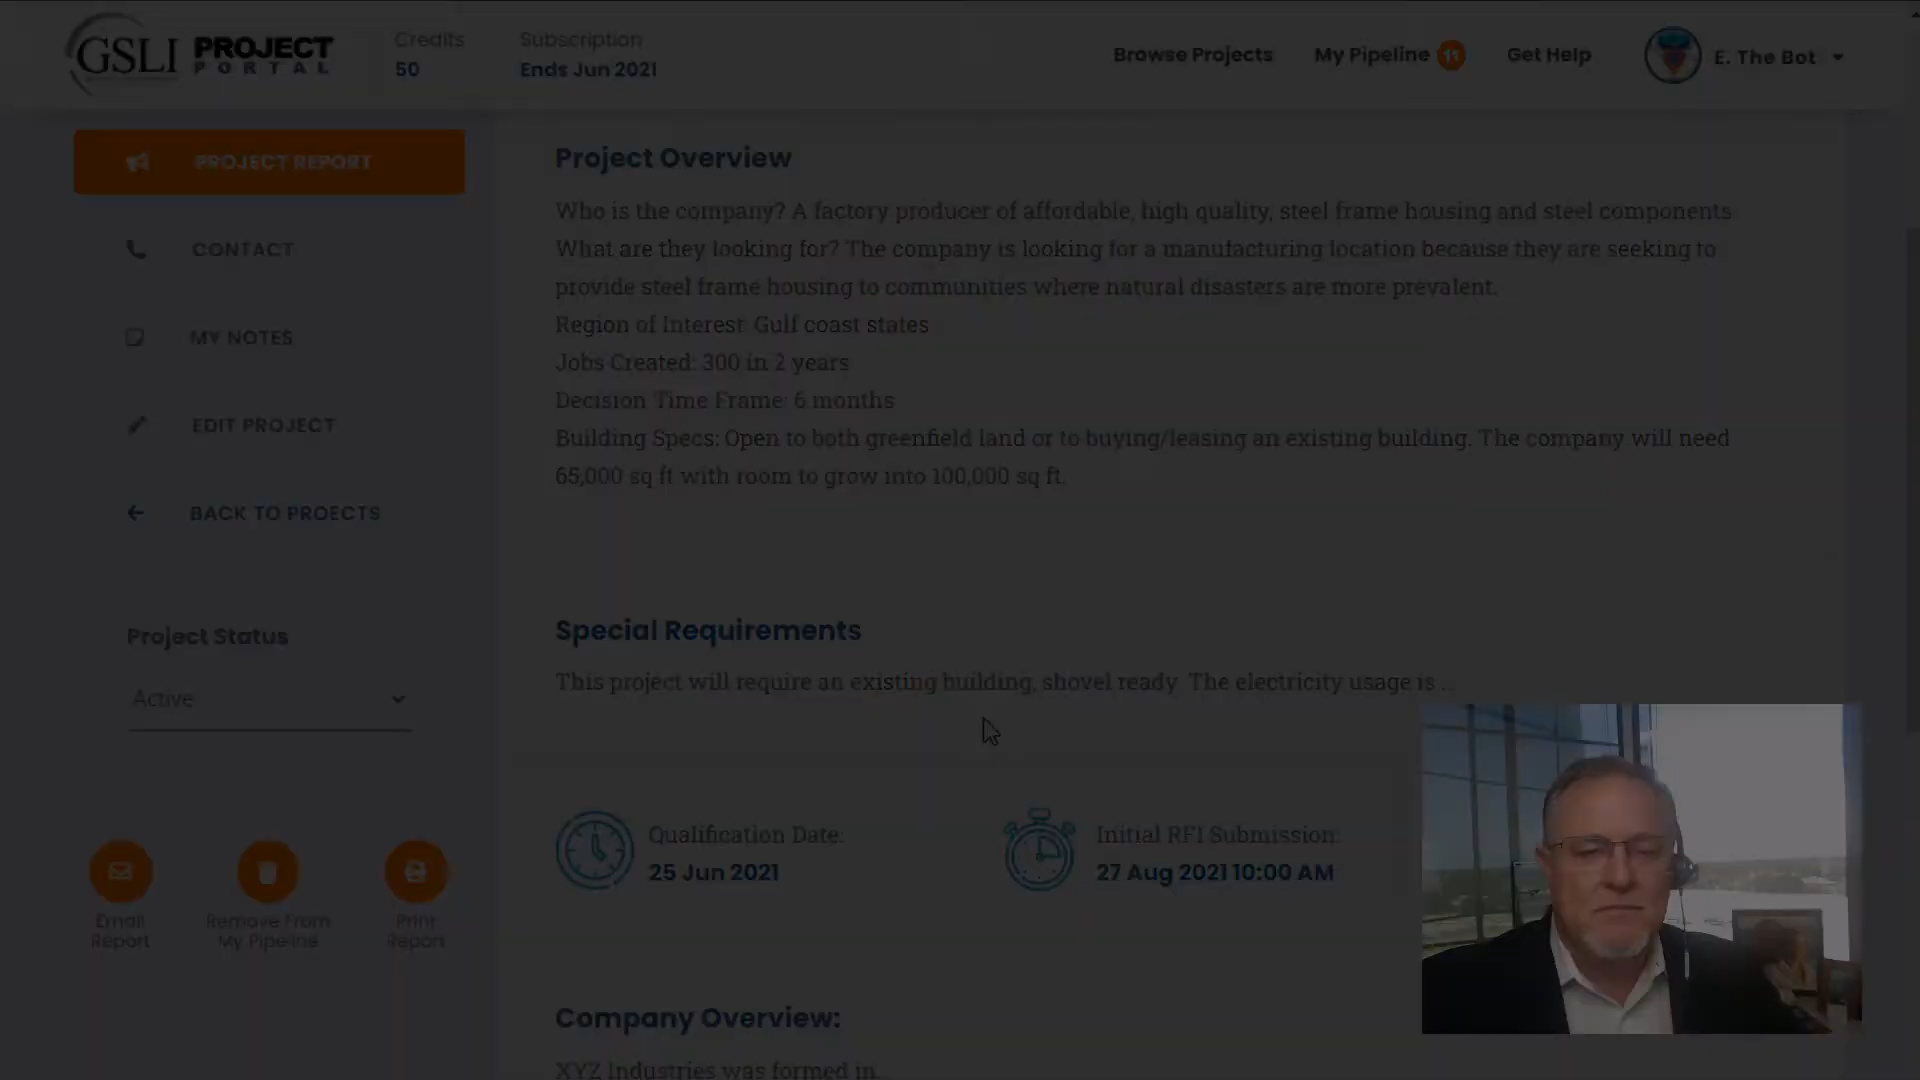 GSLI PROJECT PORTAL
Credits
50
Subscription
Ends Jun 2021
Browse Projects
My Pipeline 11
Get Help
E. The Bot
PROJECT REPORT
CONTACT
MY NOTES
EDIT PROJECT
BACK TO PROECTS
Project Status
Active
Email Report
Remove From My Pipeline
Print Report
Project Overview
Who is the company? A factory producer of affordable, high quality, steel frame housing and steel components
What are they looking for? The company is looking for a manufacturing location because they are seeking to
provide steel frame housing to communities where natural disasters are more prevalent.
Region of Interest: Gulf coast states
Jobs Created: 300 in 2 years
Decision Time Frame: 6 months
Building Specs: Open to both greenfield land or to buying/leasing an existing building. The company will need
65,000 sq ft with room to grow into 100,000 sq ft.
Special Requirements
This project will require an existing building, shovel ready. The electricity usage is ...
Qualification Date:
25 Jun 2021
Initial RFI Submission:
27 Aug 2021 10:00 AM
Company Overview:
XYZ Industries was formed in...